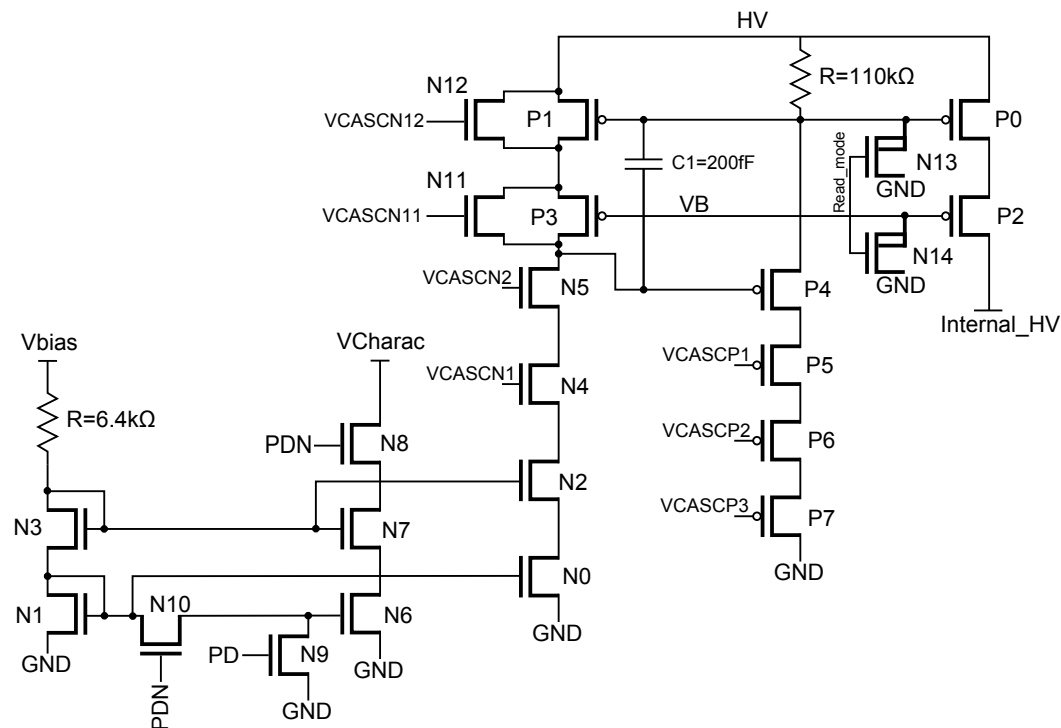 HV
N12
R=110kΩ
VCASCN12
P1
P0
C1=200fF
Read_mode
N13
GND
N11
VCASCN11
P3
VB
P2
N14
GND
VCASCN2
N5
P4
Internal_HV
Vbias
VCharac
VCASCP1
P5
VCASCN1
N4
R=6.4kΩ
PDN
N8
VCASCP2
P6
N2
N3
N7
VCASCP3
P7
GND
N0
N1
N10
N6
GND
GND
PD
N9
GND
PDN
GND